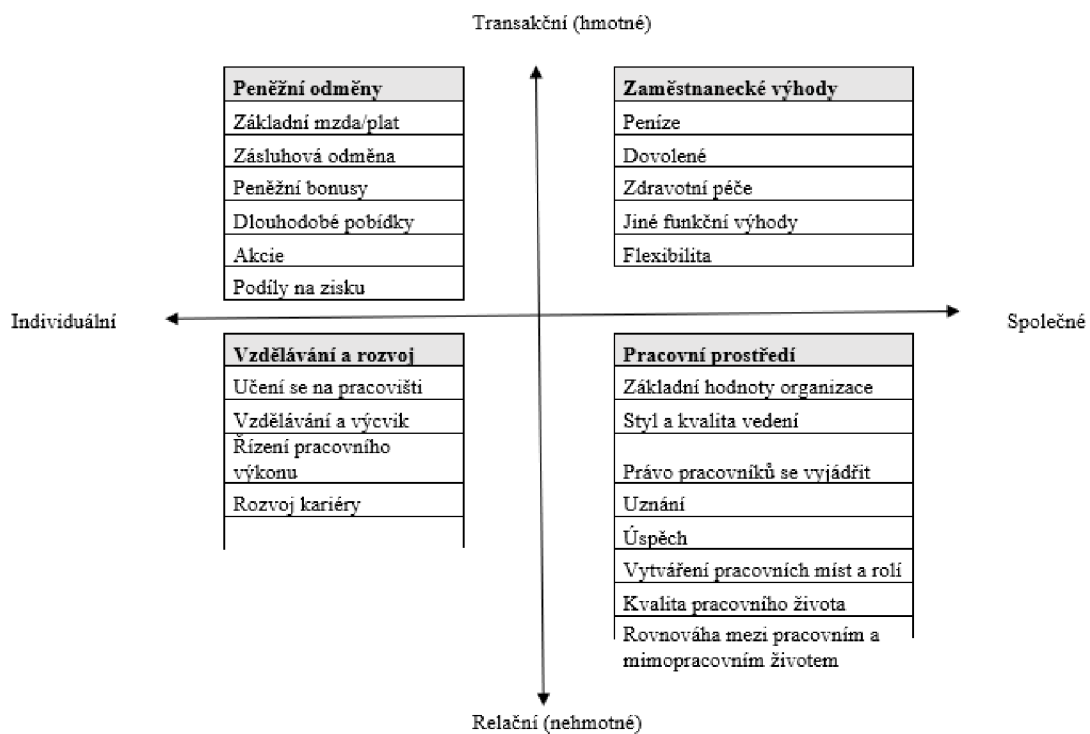 Transakční (hmotné)
Peněžní odměny
Základní mzda/plat
Zásluhová odměna
Peněžní bonusy
Dlouhodobé pobídky
Akcie
Podíly na zisku
Zaměstnanecké výhody
Peníze
Dovolené
Zdravotní péče
Jiné funkční výhody
Flexibilita
Individuální
Společné
Vzdělávání a rozvoj
Učení se na pracovišti
Vzdělávání a výcvik
Řízení pracovního
výkonu
Rozvoj kariéry
Pracovní prostředí
Základní hodnoty organizace
Styl a kvalita vedení
Právo pracovníků se vyjádřit
Uznání
Úspěch
Vytváření pracovních míst a rolí
Kvalita pracovního života
Rovnováha mezi pracovním a
mimopracovním životem
Relační (nehmotné)